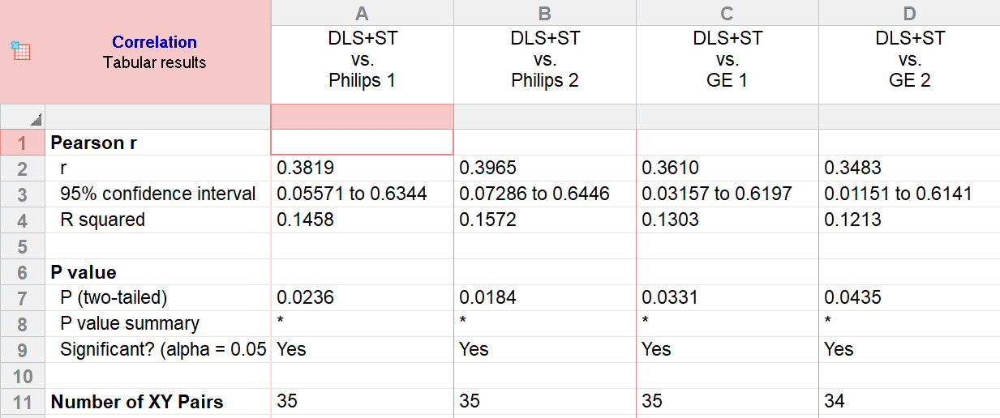 A B C D
Correlation
Tabular results
DLS+ST vs. Philips 1
DLS+ST vs. Philips 2
DLS+ST vs. GE 1
DLS+ST vs. GE 2
1 Pearson r
2 r 0.3819 0.3965 0.3610 0.3483
3 95% confidence interval 0.05571 to 0.6344 0.07286 to 0.6446 0.03157 to 0.6197 0.01151 to 0.6141
4 R squared 0.1458 0.1572 0.1303 0.1213
5
6 P value
7 P (two-tailed) 0.0236 0.0184 0.0331 0.0435
8 P value summary * * * *
9 Significant? (alpha = 0.05 Yes Yes Yes Yes
10
11 Number of XY Pairs 35 35 35 34